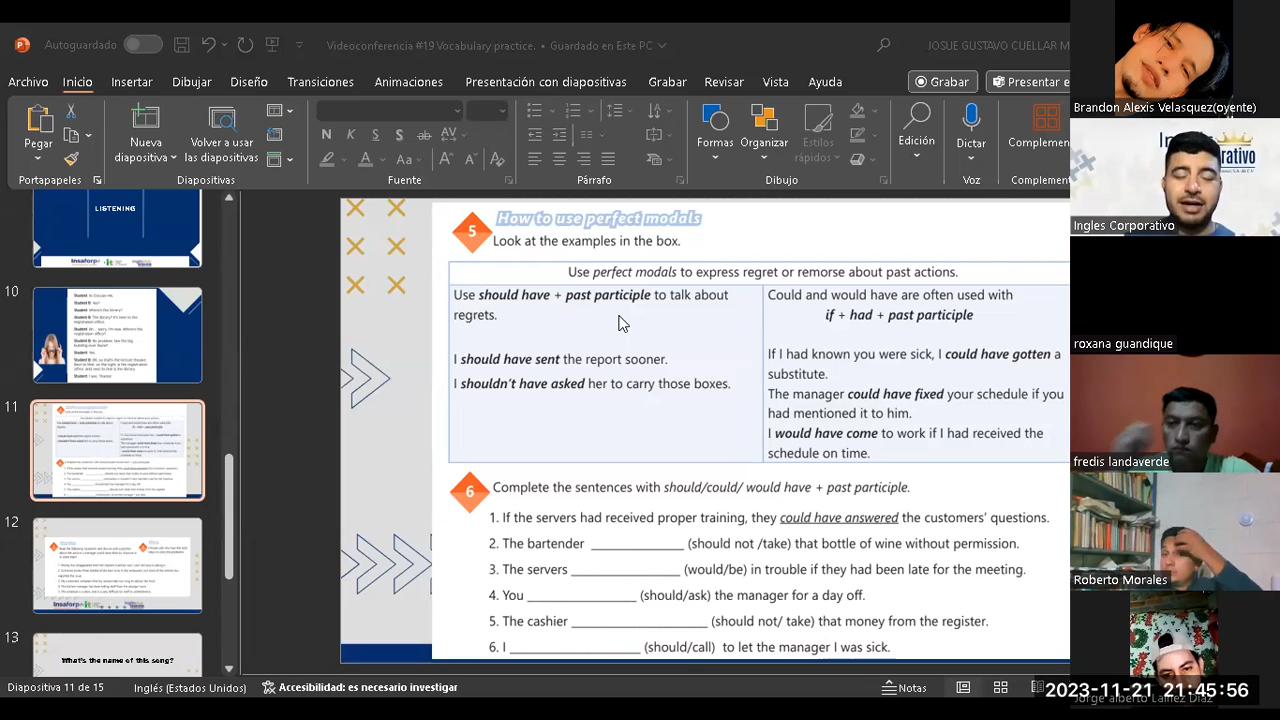 Autoguardado
Videoconferencia #19 Vocabulary practice. • Guardado en Este PC
JOSUE GUSTAVO CUELLAR M
Archivo Inicio Insertar Dibujar Diseño Transiciones Animaciones Presentación con diapositivas Grabar Revisar Vista Ayuda
Grabar
Presentar e
Pegar
Nueva diapositiva
Volver a usar las diapositivas
Formas
Organizar
Estilos rápidos
Edición
Dictar
Complemen
Portapapeles
Diapositivas
Fuente
Párrafo
Dibujo
Voz
Complement
LISTENING
10
11
12
13
What's the name of this song?
5
How to use perfect modals
Look at the examples in the box.
Use perfect modals to express regret or remorse about past actions.
Use should have + past participle to talk about
regrets.
I should have sent the report sooner.
I shouldn't have asked her to carry those boxes.
Could and would have are often used with
if + had + past participle
If I had known you were sick, I would have gotten a
substitute.
The manager could have fixed your schedule if you
had mentioned it to him.
to work if I had
the
on time.
6
Complete the sentences with should/could/ would have + past participle.
1. If the servers had received proper training, they could have answered the customers' questions.
2. The bartender ____________ (should not/ use) that bottle of wine without permission.
3. The servers __________________ (would/be) in trouble if they had been late for the meeting.
4. You __________________ (should/ask) the manager for a day off.
5. The cashier __________________ (should not/ take) that money from the register.
6. I _________________ (should/call) to let the manager I was sick.
Diapositiva 11 de 15
Inglés (Estados Unidos)
Accesibilidad: es necesario investigar
Notas
Brandon Alexis Velasquez(oyente)
Ingles Corporativo
roxana guandique
fredis landaverde
Roberto Morales
Jorge alberto Lainez Diaz
2023-11-21 21:45:56